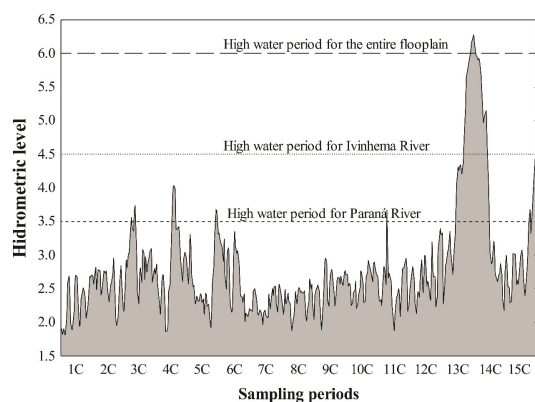 6.5
High water period for the entire flooplain
6.0
5.5
5.0
High water period for Ivinhema River
4.5
4.0
High water period for Paraná River
3.5
3.0
2.5
2.0
1.5
Hidrometric level
1C 2C 3C 4C 5C 6C 7C 8C 9C 10C 11C 12C 13C 14C 15C
Sampling periods